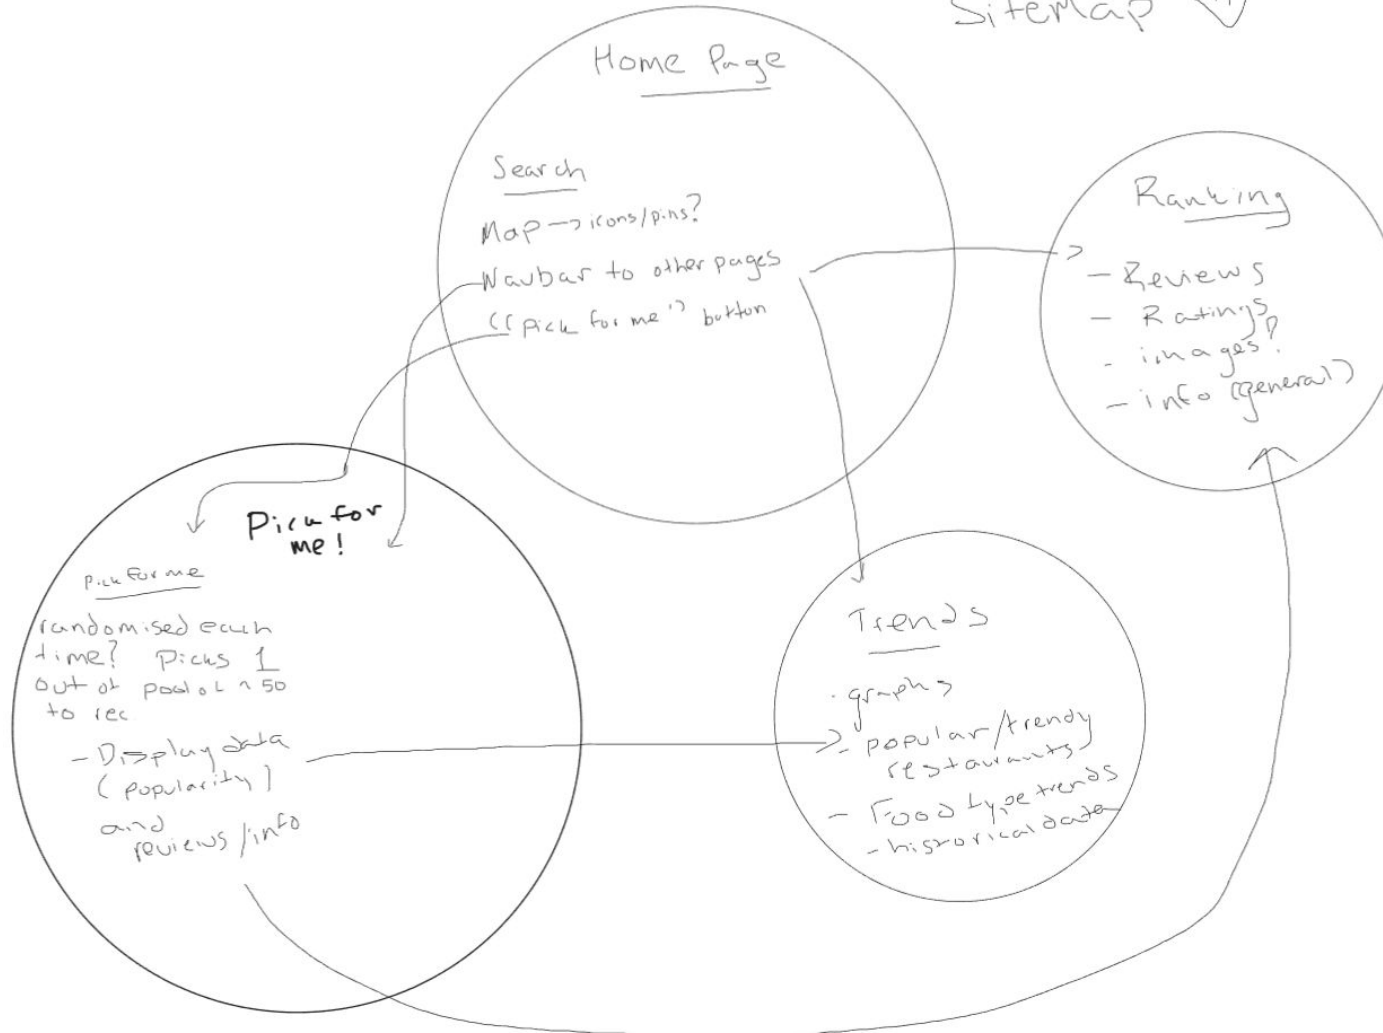 SiteMap
Home Page
Search
Map → icons/pins?
Navbar to other pages
"pick for me" button
Ranking
- Reviews
- Ratings
- images?
- info (general)
Pick for
me!
Pick for me
randomised each
time? Picks 1
out of pool of ~50
to rec
- Display data
(popularity)
and
reviews/info
Trends
- graphs
- popular/trendy
restaurants
- Food type trends
- historical data